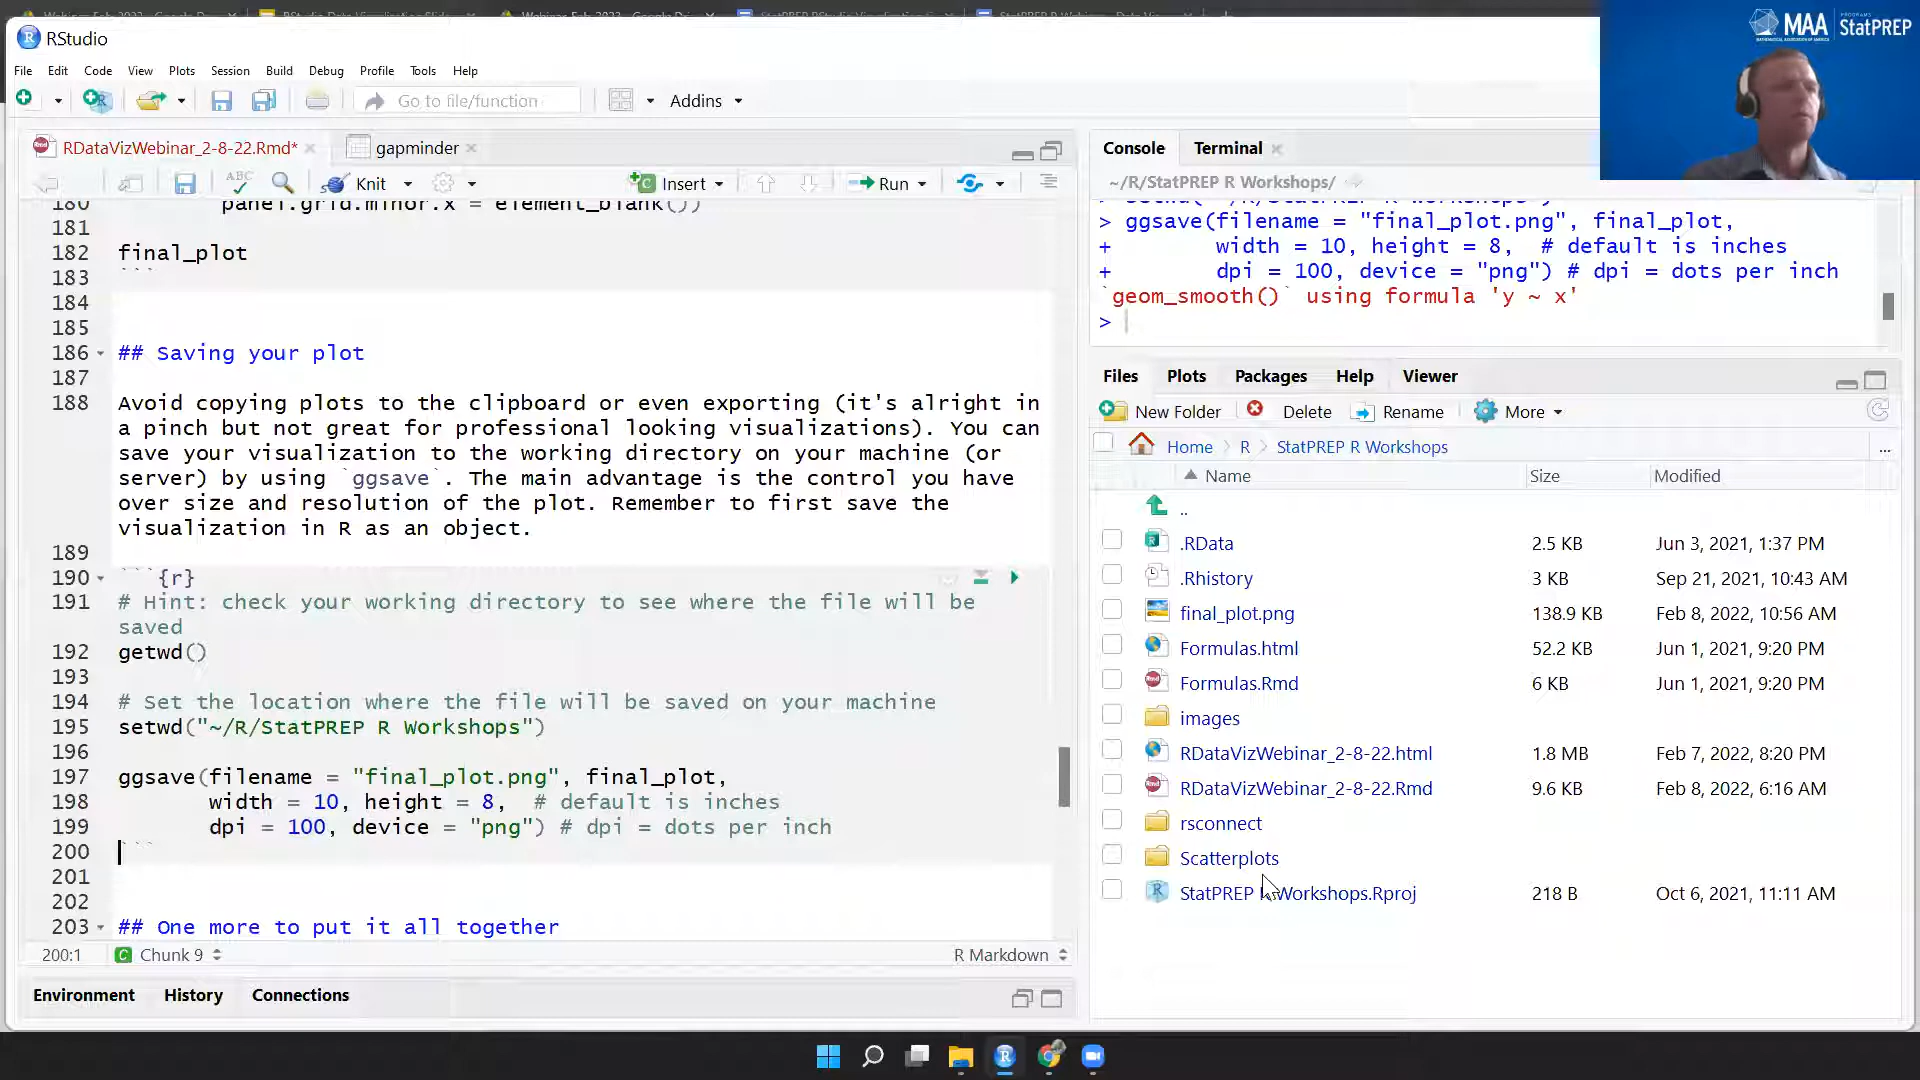 RStudio
MAA
PROGRAMS
StatPREP
File Edit Code View Plots Session Build Debug Profile Tools Help
Go to file/function
Addins
RDataVizWebinar_2-8-22.Rmd*
gapminder
ABC
Knit
Insert
Run
180 panel.grid.minor.x = element_blank())
181
182 final_plot
183 ```
184
185
186 ## Saving your plot
187
188 Avoid copying plots to the clipboard or even exporting (it's alright in
a pinch but not great for professional looking visualizations). You can
save your visualization to the working directory on your machine (or
server) by using `ggsave`. The main advantage is the control you have
over size and resolution of the plot. Remember to first save the
visualization in R as an object.
189
190 ```{r}
191 # Hint: check your working directory to see where the file will be
saved
192 getwd()
193
194 # Set the location where the file will be saved on your machine
195 setwd("~/R/StatPREP R Workshops")
196
197 ggsave(filename = "final_plot.png", final_plot,
198 width = 10, height = 8,  # default is inches
199 dpi = 100, device = "png") # dpi = dots per inch
200 ```
201
202
203 ## One more to put it all together
200:1 Chunk 9 R Markdown
Environment History Connections
Console Terminal
~/R/StatPREP R Workshops/
> ggsave(filename = "final_plot.png", final_plot,
+ width = 10, height = 8,  # default is inches
+ dpi = 100, device = "png") # dpi = dots per inch
`geom_smooth()` using formula 'y ~ x'
>
Files Plots Packages Help Viewer
New Folder Delete Rename More
Home R StatPREP R Workshops ...
Name Size Modified
..
.RData 2.5 KB Jun 3, 2021, 1:37 PM
.Rhistory 3 KB Sep 21, 2021, 10:43 AM
final_plot.png 138.9 KB Feb 8, 2022, 10:56 AM
Formulas.html 52.2 KB Jun 1, 2021, 9:20 PM
Formulas.Rmd 6 KB Jun 1, 2021, 9:20 PM
images
RDataVizWebinar_2-8-22.html 1.8 MB Feb 7, 2022, 8:20 PM
RDataVizWebinar_2-8-22.Rmd 9.6 KB Feb 8, 2022, 6:16 AM
rsconnect
Scatterplots
StatPREP R Workshops.Rproj 218 B Oct 6, 2021, 11:11 AM